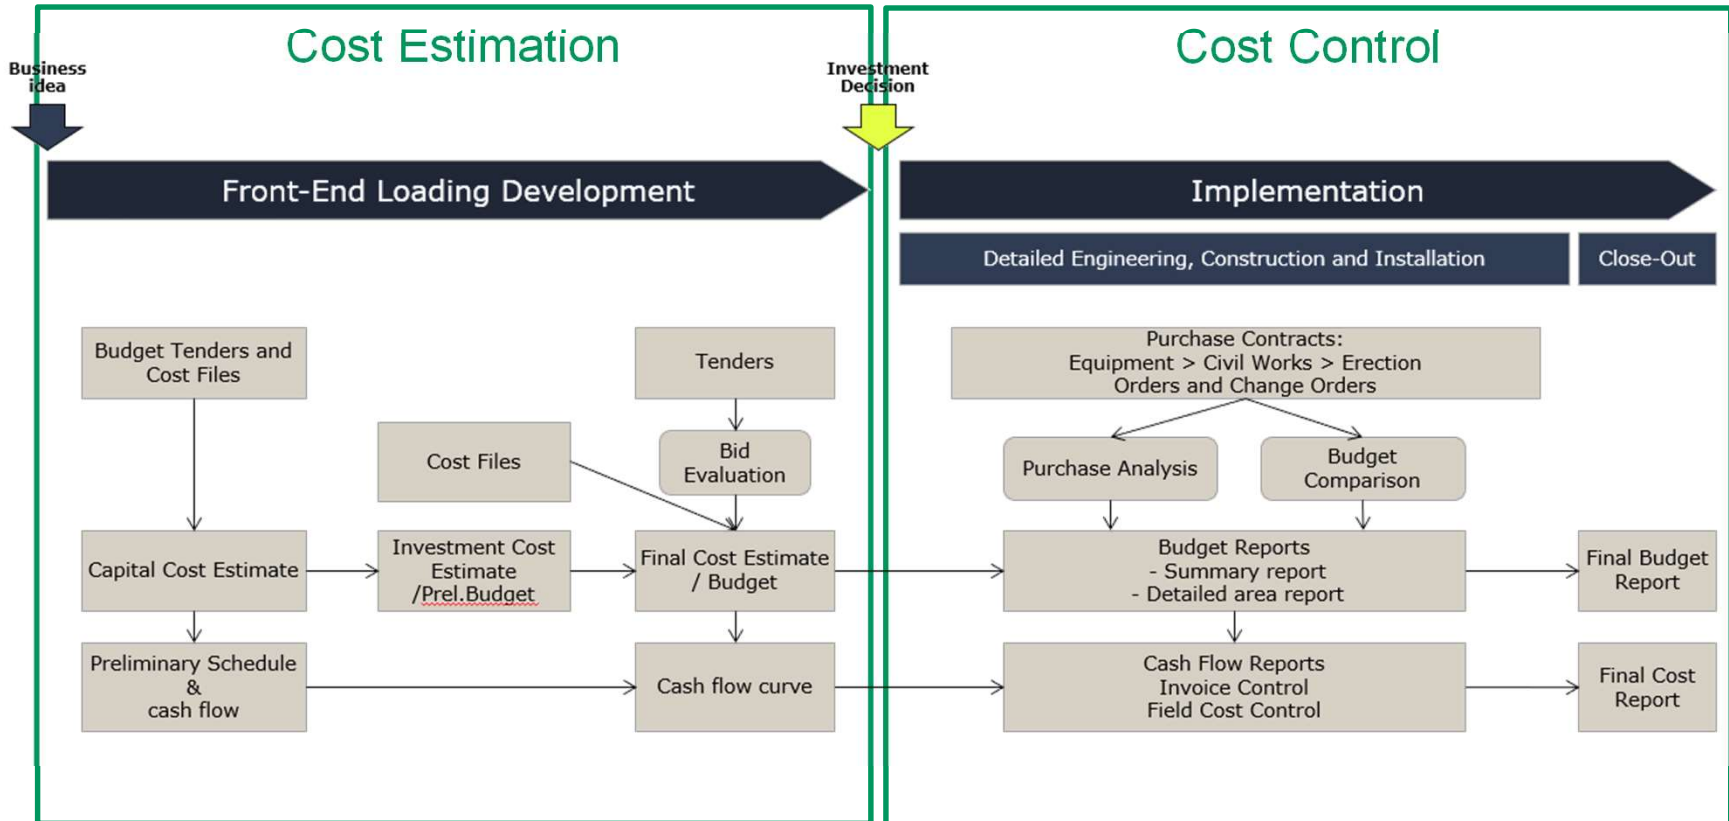 Cost Estimation
Cost Control
Business
idea
Investment
Decision
Front-End Loading Development
Implementation
Detailed Engineering, Construction and Installation
Close-Out
Budget Tenders and
Cost Files
Tenders
Purchase Contracts:
Equipment > Civil Works > Erection
Orders and Change Orders
Cost Files
Bid
Evaluation
Purchase Analysis
Budget
Comparison
Capital Cost Estimate
Investment Cost
Estimate
/Prel.Budget
Final Cost Estimate
/ Budget
Budget Reports
- Summary report
- Detailed area report
Final Budget
Report
Preliminary Schedule
&
cash flow
Cash flow curve
Cash Flow Reports
Invoice Control
Field Cost Control
Final Cost
Report